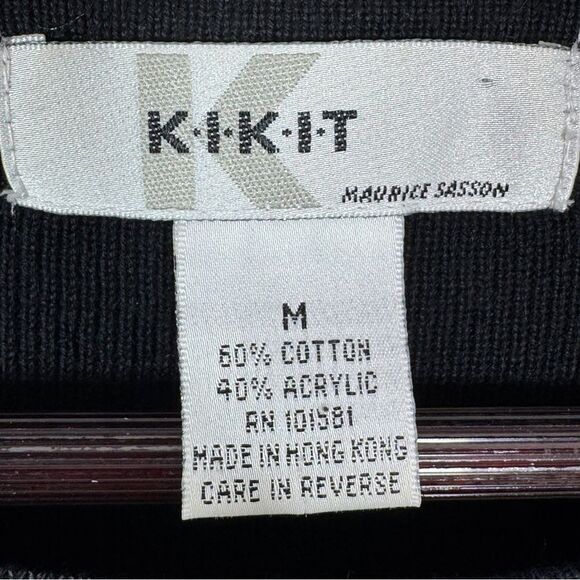 K·I·K·I·T
MAURICE SASSON
M
60% COTTON
40% ACRYLIC
RN 101581
MADE IN HONG KONG
CARE IN REVERSE